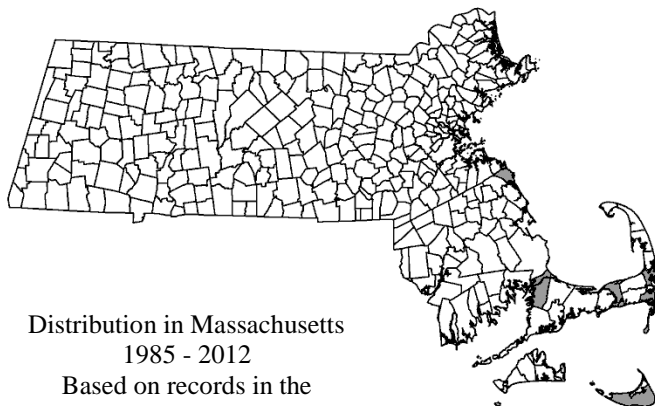 Distribution in Massachusetts
1985 - 2012
Based on records in the